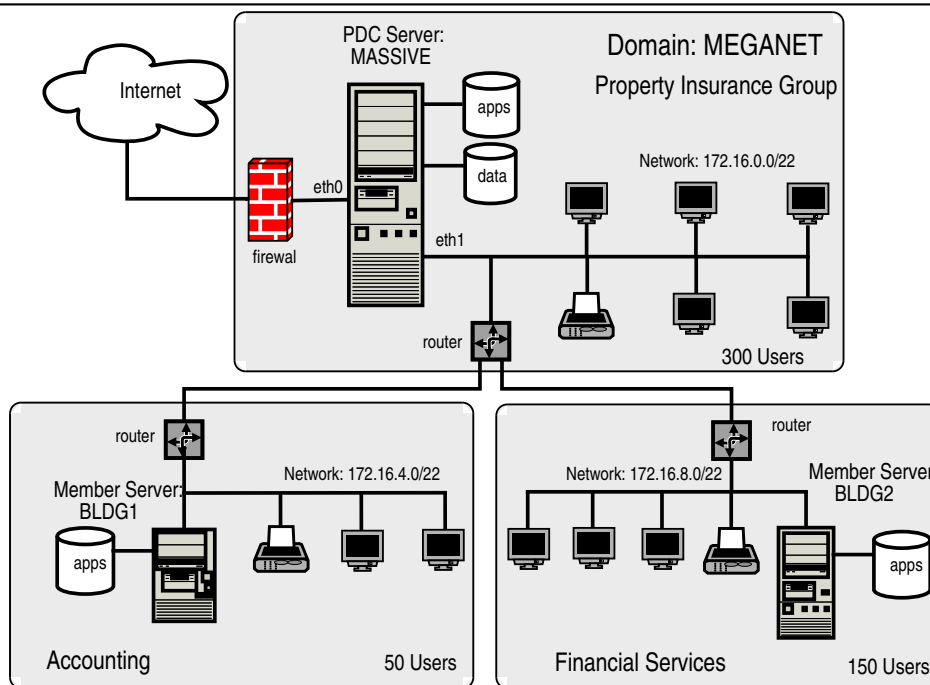 PDC Server:
MASSIVE
Domain: MEGANET
Property Insurance Group
Internet
apps
data
Network: 172.16.0.0/22
eth0
eth1
firewal
router
300 Users
router
Network: 172.16.4.0/22
Member Server:
BLDG1
apps
Accounting
50 Users
router
Network: 172.16.8.0/22
Member Server
BLDG2
apps
Financial Services
150 Users